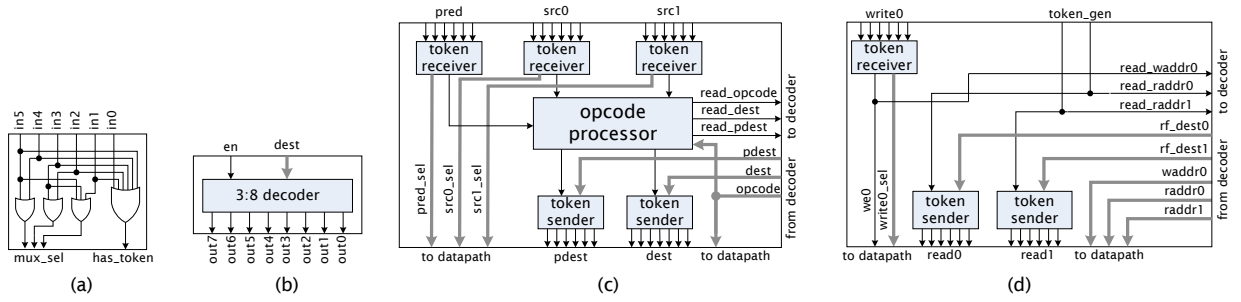 in5
in4
in3
in2
in1
in0
mux_sel
has_token
(a)
en
dest
3:8 decoder
out7
out6
out5
out4
out3
out2
out1
out0
(b)
pred
src0
src1
token
receiver
token
receiver
token
receiver
opcode
processor
read_opcode
read_dest
read_pdest
to decoder
pdest
dest
opcode
from decoder
pred_sel
src0_sel
src1_sel
token
sender
token
sender
to datapath
pdest
dest
to datapath
(c)
write0
token_gen
token
receiver
read_waddr0
read_raddr0
read_raddr1
to decoder
rf_dest0
rf_dest1
waddr0
raddr0
raddr1
from decoder
we0
write0_sel
token
sender
token
sender
to datapath
read0
read1
to datapath
(d)